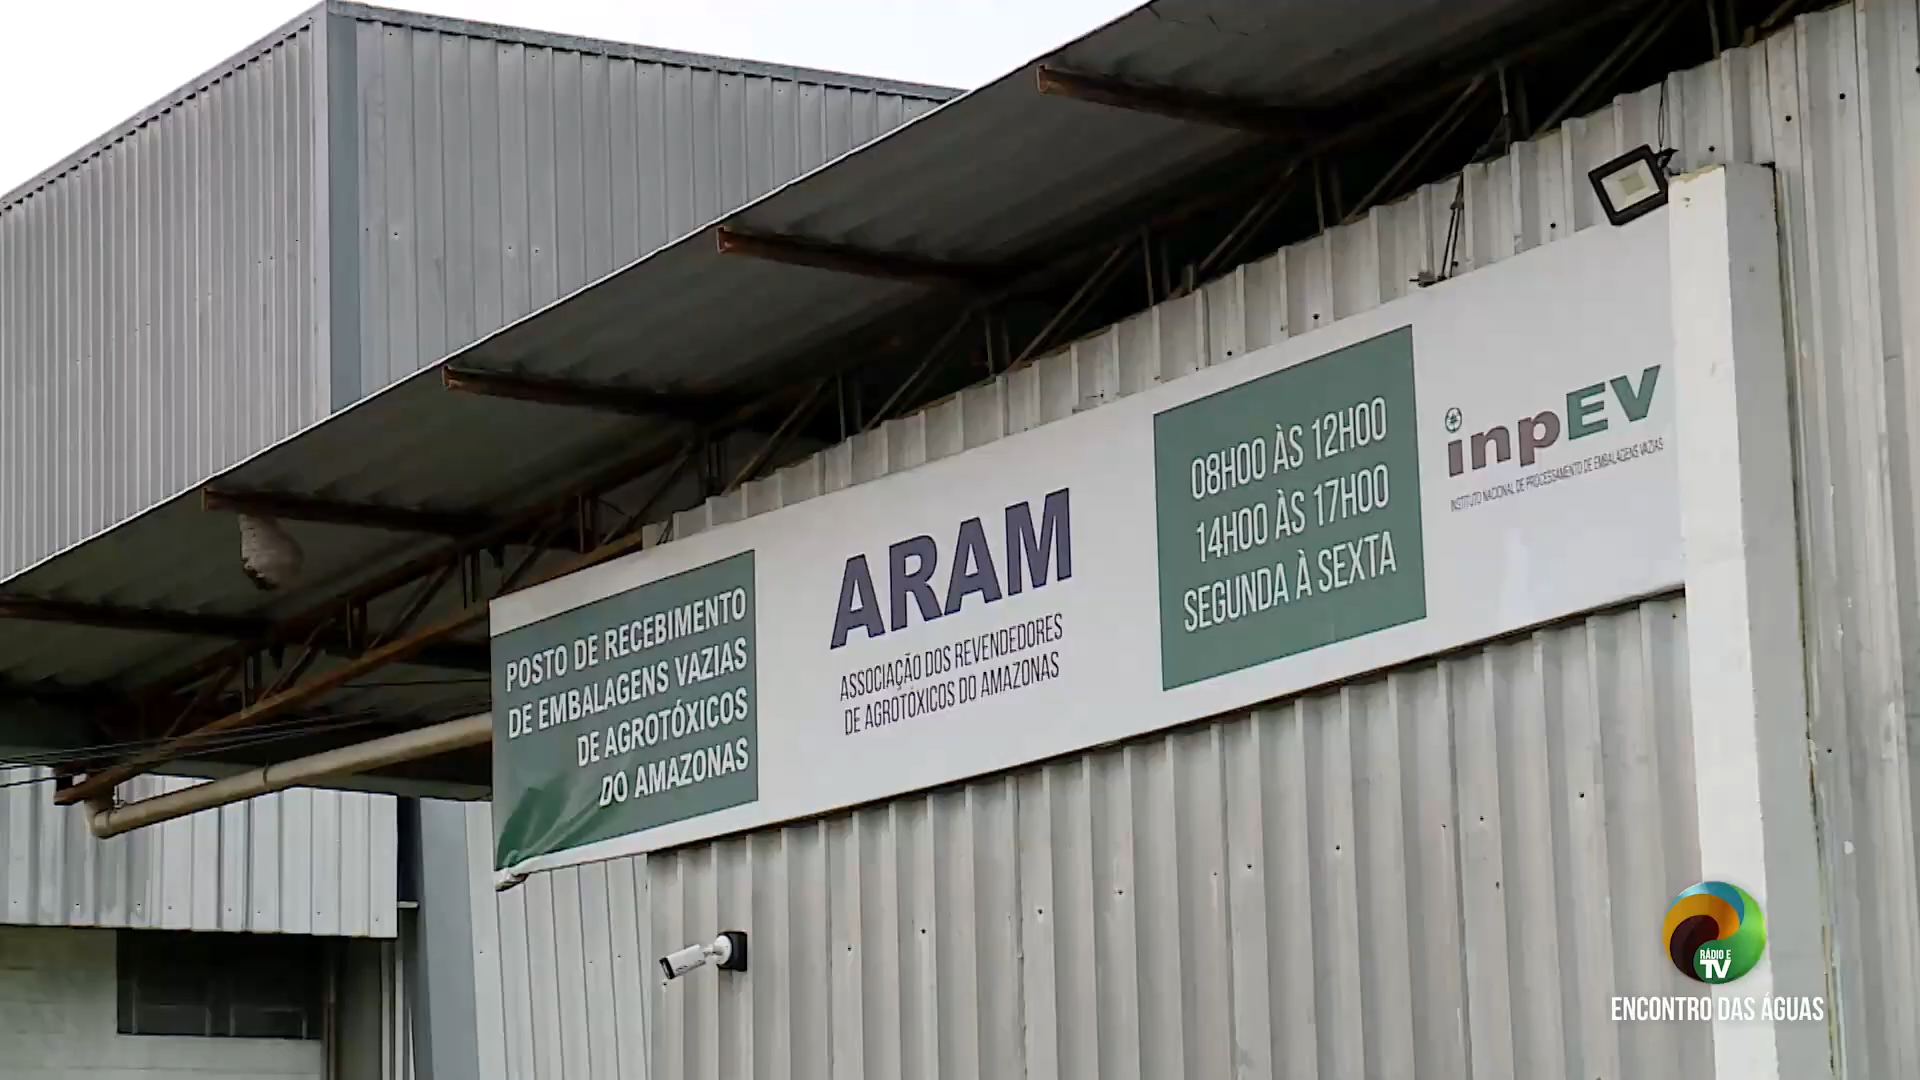 POSTO DE RECEBIMENTO
DE EMBALAGENS VAZIAS
DE AGROTÓXICOS
DO AMAZONAS
ARAM
ASSOCIAÇÃO DOS REVENDEDORES
DE AGROTÓXICOS DO AMAZONAS
08H00 ÀS 12H00
14H00 ÀS 17H00
SEGUNDA À SEXTA
inpEV
INSTITUTO NACIONAL DE PROCESSAMENTO DE EMBALAGENS VAZIAS
RÁDIO E
TV
ENCONTRO DAS ÁGUAS